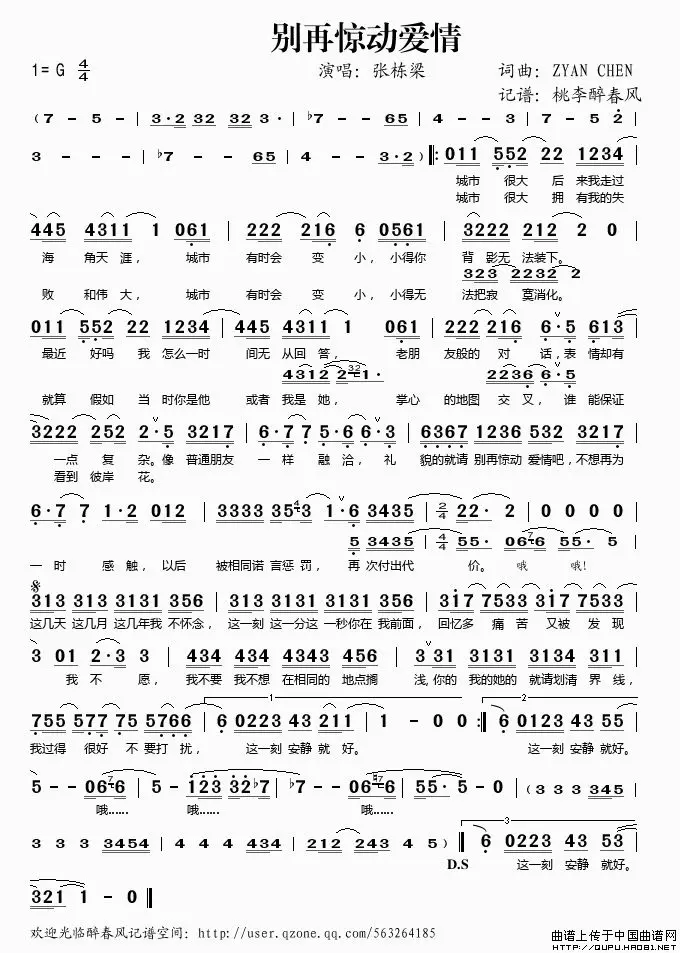 别再惊动爱情
1=G 4/4 演唱：张栋梁 词曲：ZYAN CHEN
记谱：桃李醉春风
(7 - 5 - | 3·2 32 32 3· | ♭7 - - 65 | 4 - - 3 | 7 - 5 2
3 - - - | ♭7 - - 65 | 4 - - 3·2) ‖: 011 552 22 1234
城市 很大 后 来我走过
城市 很大 拥 有我的失
445 4311 1 061 | 222 2216 6 0561 | 3222 2212 2 0
海 角天 涯， 城市 有时会 变 小，小得你 背 影无 法装下。
323 2232 2
败 和伟 大， 城市 有时会 变 小，小得无 法把寂 寞消化。
011 552 22 1234 | 445 4311 1 061 | 222 216 6·5 613
最近 好吗 我 怎么一时 间无 从回 答， 老朋 友般的 对 话，表 情却有
4312 2·321· 2236 6·5
就算 假如 当 时你是他 或者 我是 她， 掌心 的地图 交 叉，谁 能保证
3222 252 2·5 3217 | 6·7 7 5·6 6·3 | 6367 1236 532 3217
一点 复 杂。像 普通朋友 一 样 融 洽，礼 貌的就请 别再惊动 爱情吧，不想再为
看到 彼岸 花。
6·7 7 1·2 012 | 3333 3543 1·6 3435 | 2/4 22· 2 | 0 0 0 0
5 3435 | 4/4 55· 0676 55· 5
一 时 感 触，以后 被相同诺 言惩 罚， 再 次付出代 价。 哦 哦！
313 3131 3131 356 | 313 3131 3131 356 | 3i7 7533 3i7 7533
这几天 这几月 这几年我 不怀念， 这一刻 这一分这 一秒你在 我前面， 回忆多 痛 苦 又被 发 现
3 01 2·3 3 | 434 434 4343 456 | 3 331 3131 3134 311
我 不 愿， 我不要 我不想 在相同的 地点搁 浅，你的 我的她的 就请划清 界 线，
755 577 75 5766 | 1 6 0223 43 211 | 1 - 0 0 :‖ 2 6 0123 43 55
我过得 很好 不 要打 扰， 这一刻 安静 就 好。 这一刻 安静 就好。
5 - - 0676 | 5 - 123 32♭7 | ♭7 - - 0676 | 55· 5 - 0 | (3 3 3 345
哦…… 哦…… 哦……
3 3 3 3454 | 4 4 4 434 | 212 243 4 5) ‖ 3 6 0223 43 53
D.S 这一刻 安静 就 好。
321 1 - 0 ‖
欢迎光临醉春风记谱空间：http://user.qzone.qq.com/563264185
曲谱上传于中国曲谱网
http://QUPU.HAO81.NET